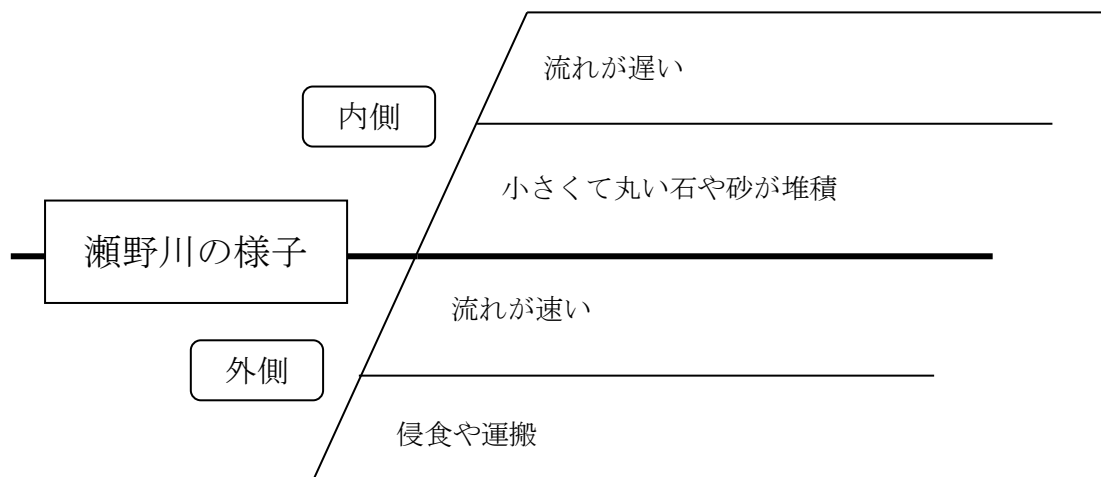 流れが遅い
内側
小さくて丸い石や砂が堆積
瀬野川の様子
流れが速い
外側
侵食や運搬